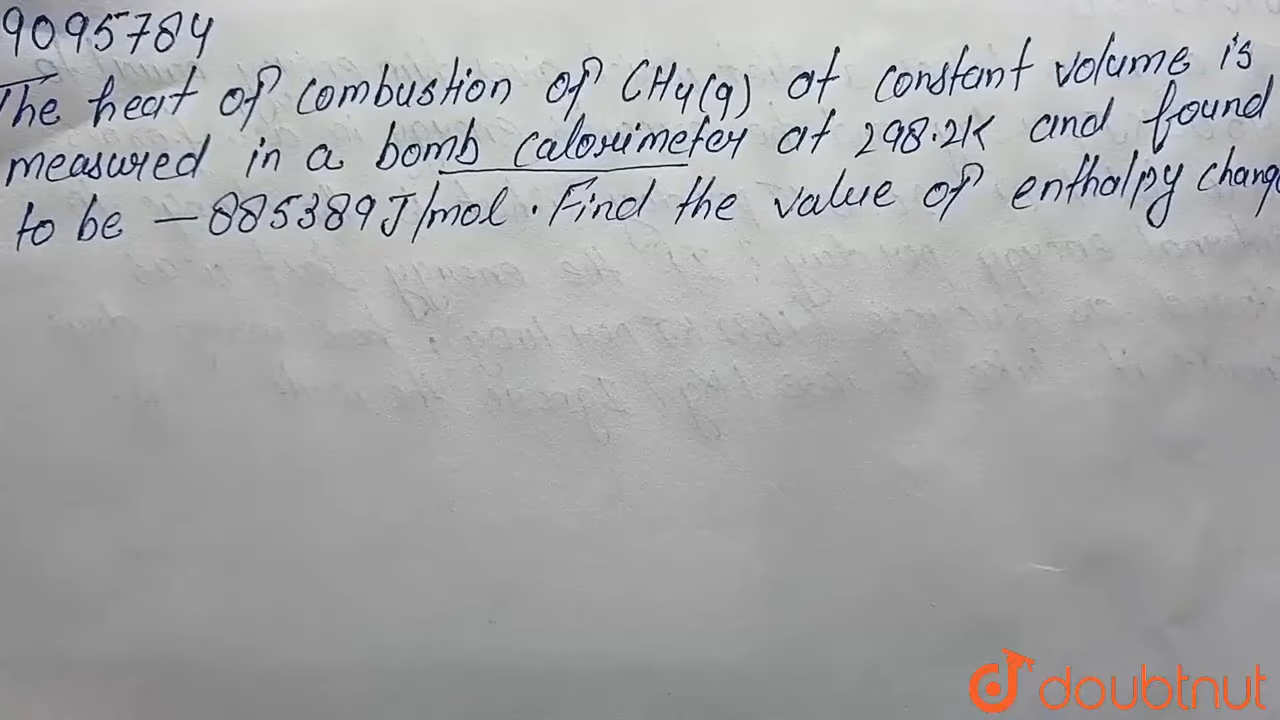 9095784
The heat of combustion of CH4(g) at constant volume is
measured in a bomb calorimeter at 298.2K and found
to be -885389J/mol. Find the value of enthalpy change
doubtnut